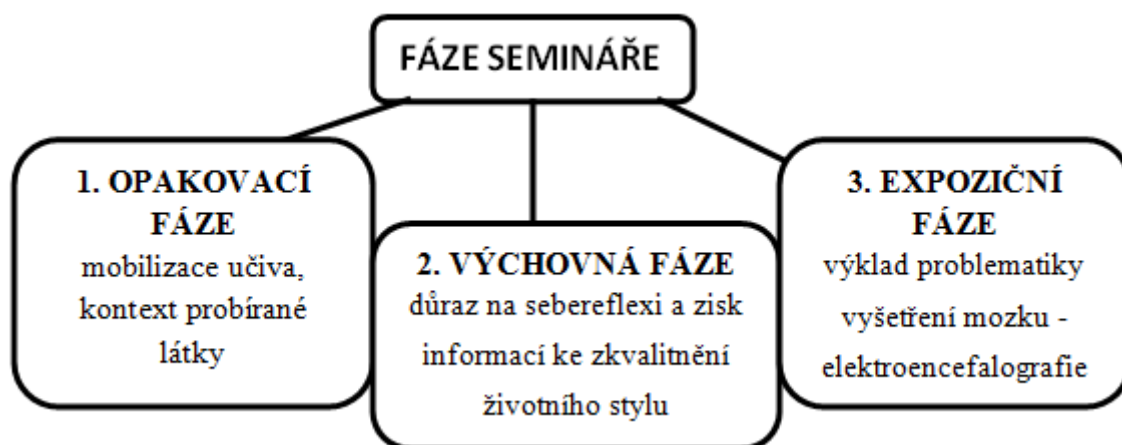 FÁZE SEMINÁŘE
1. OPAKOVACÍ
FÁZE
mobilizace učiva,
kontext probírané
látky
2. VÝCHOVNÁ FÁZE
důraz na sebereflexi a zisk
informací ke zkvalitnění
životního stylu
3. EXPOZIČNÍ
FÁZE
výklad problematiky
vyšetření mozku -
elektroencefalografie